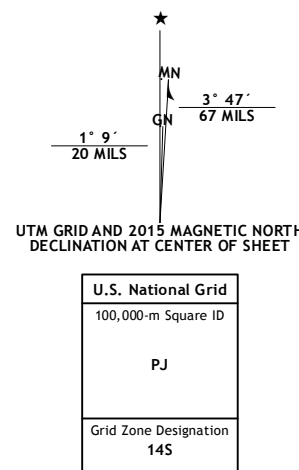 ★
MN
3° 47´
67 MILS
GN
1° 9´
20 MILS
UTM GRID AND 2015 MAGNETIC NORTH
DECLINATION AT CENTER OF SHEET
U.S. National Grid
100,000-m Square ID
PJ
Grid Zone Designation
14S